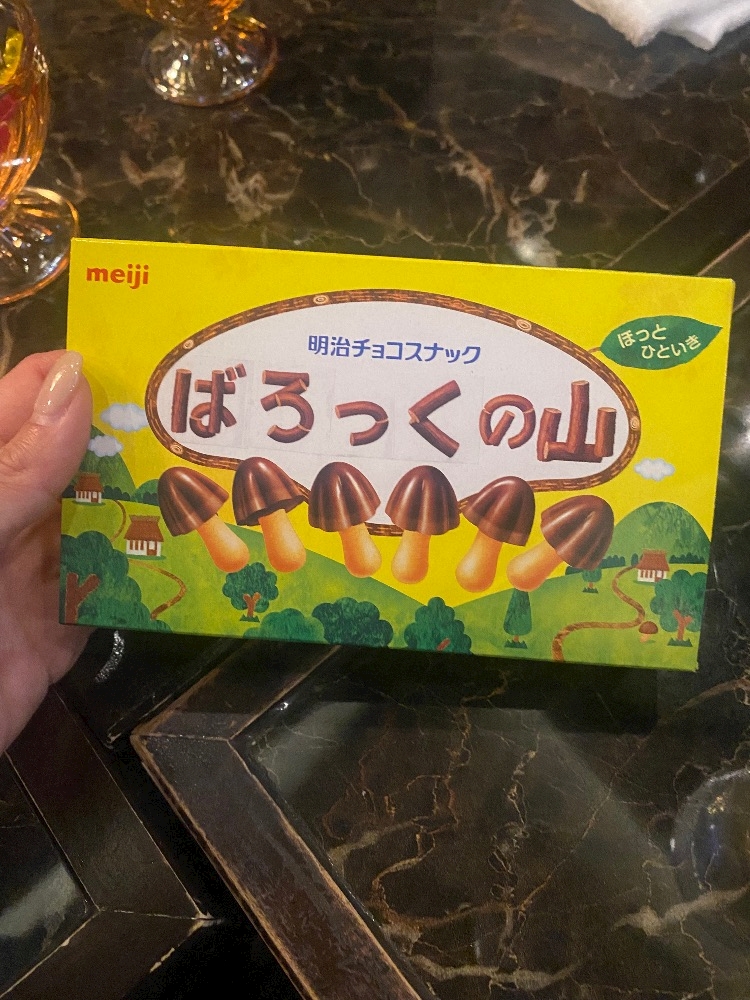 meiji
明治チョコスナック
ほっと
ひといき
ばろっくの山